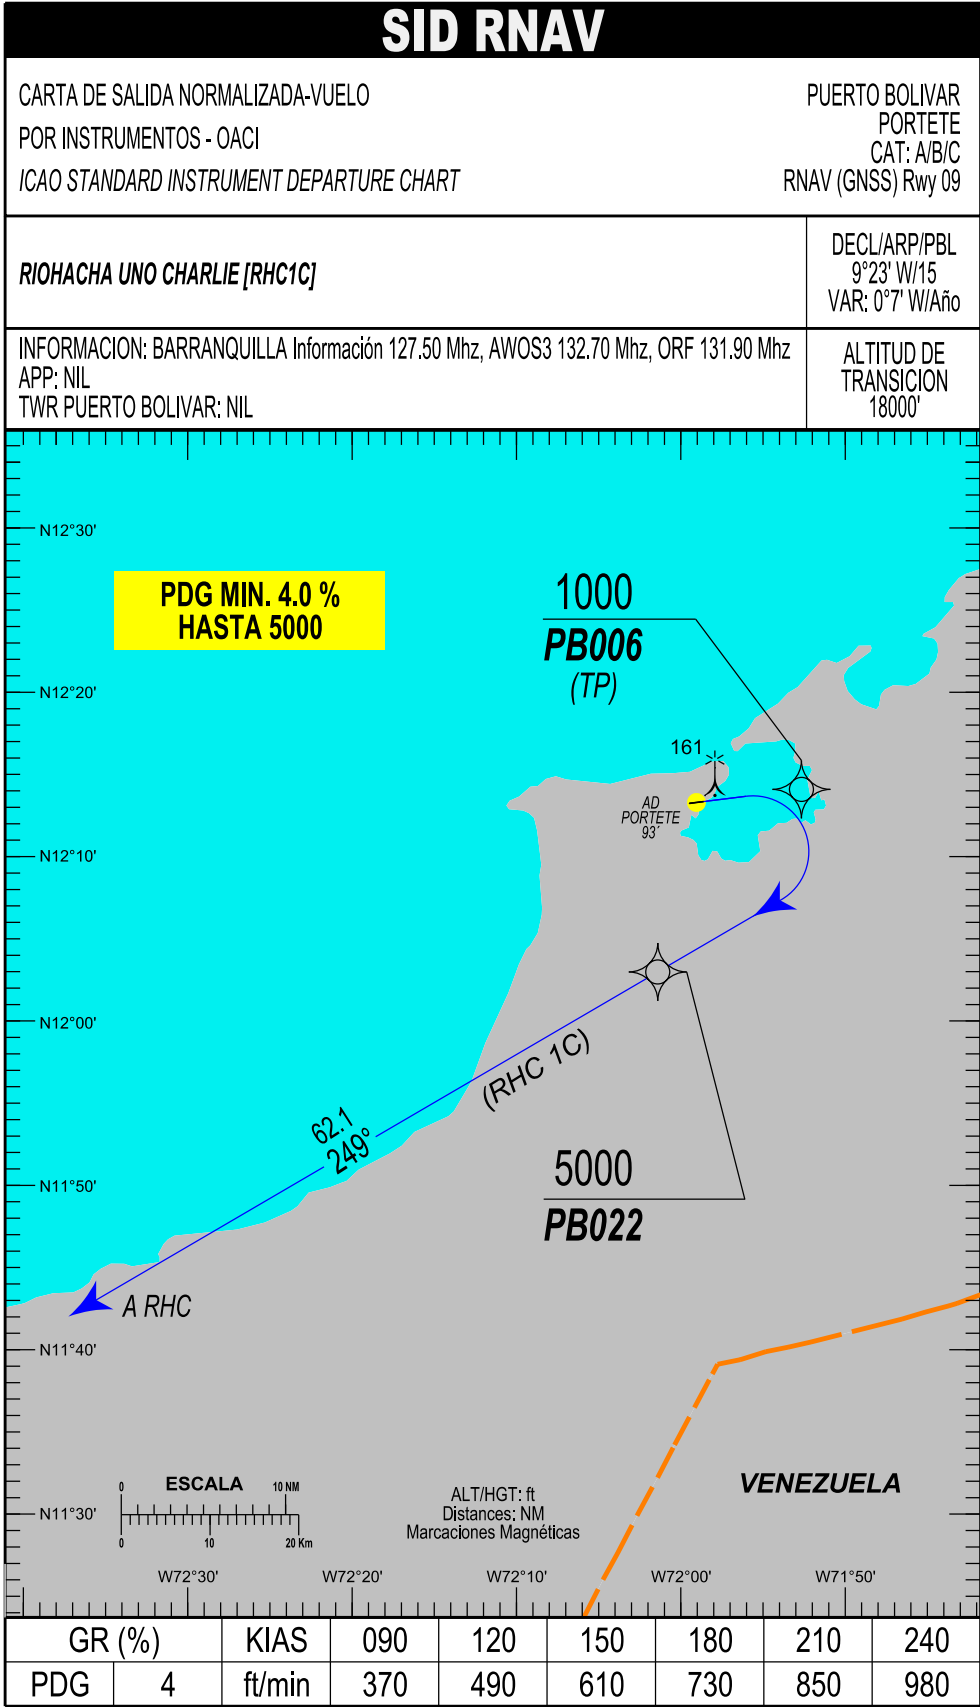 SID RNAV
CARTA DE SALIDA NORMALIZADA-VUELO
POR INSTRUMENTOS - OACI
ICAO STANDARD INSTRUMENT DEPARTURE CHART
PUERTO BOLIVAR
PORTETE
CAT: A/B/C
RNAV (GNSS) Rwy 09
RIOHACHA UNO CHARLIE [RHC1C]
DECL/ARP/PBL
9°23' W/15
VAR: 0°7' W/Año
INFORMACION: BARRANQUILLA Información 127.50 Mhz, AWOS3 132.70 Mhz, ORF 131.90 Mhz
APP: NIL
TWR PUERTO BOLIVAR: NIL
ALTITUD DE
TRANSICION
18000'
N12°30'
PDG MIN. 4.0 %
HASTA 5000
1000
PB006
(TP)
N12°20'
161
AD
PORTETE
93´
N12°10'
N12°00'
(RHC 1C)
62.1
249°
5000
PB022
N11°50'
A RHC
N11°40'
VENEZUELA
ESCALA
0 10 NM
0 10 20 Km
N11°30'
ALT/HGT: ft
Distances: NM
Marcaciones Magnéticas
W72°30' W72°20' W72°10' W72°00' W71°50'
GR (%) KIAS 090 120 150 180 210 240
PDG 4 ft/min 370 490 610 730 850 980